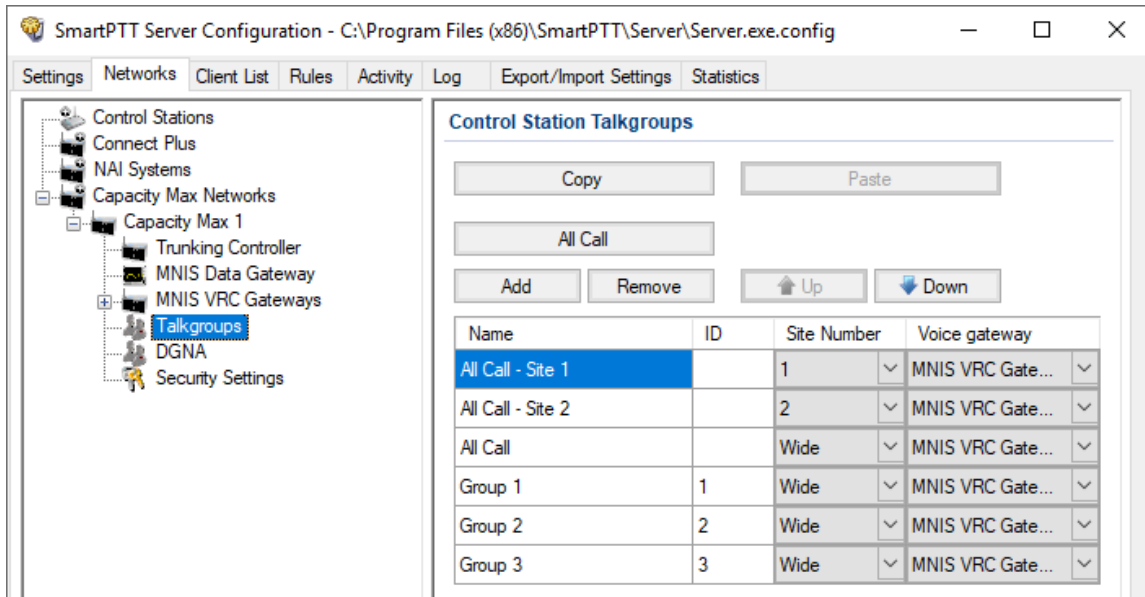 SmartPTT Server Configuration - C:\Program Files (x86)\SmartPTT\Server\Server.exe.config
Settings Networks Client List Rules Activity Log Export/Import Settings Statistics
Control Stations
Connect Plus
NAI Systems
Capacity Max Networks
Capacity Max 1
Trunking Controller
MNIS Data Gateway
MNIS VRC Gateways
Talkgroups
DGNA
Security Settings
Control Station Talkgroups
Copy Paste
All Call
Add Remove Up Down
Name ID Site Number Voice gateway
All Call - Site 1 1 MNIS VRC Gate...
All Call - Site 2 2 MNIS VRC Gate...
All Call Wide MNIS VRC Gate...
Group 1 1 Wide MNIS VRC Gate...
Group 2 2 Wide MNIS VRC Gate...
Group 3 3 Wide MNIS VRC Gate...